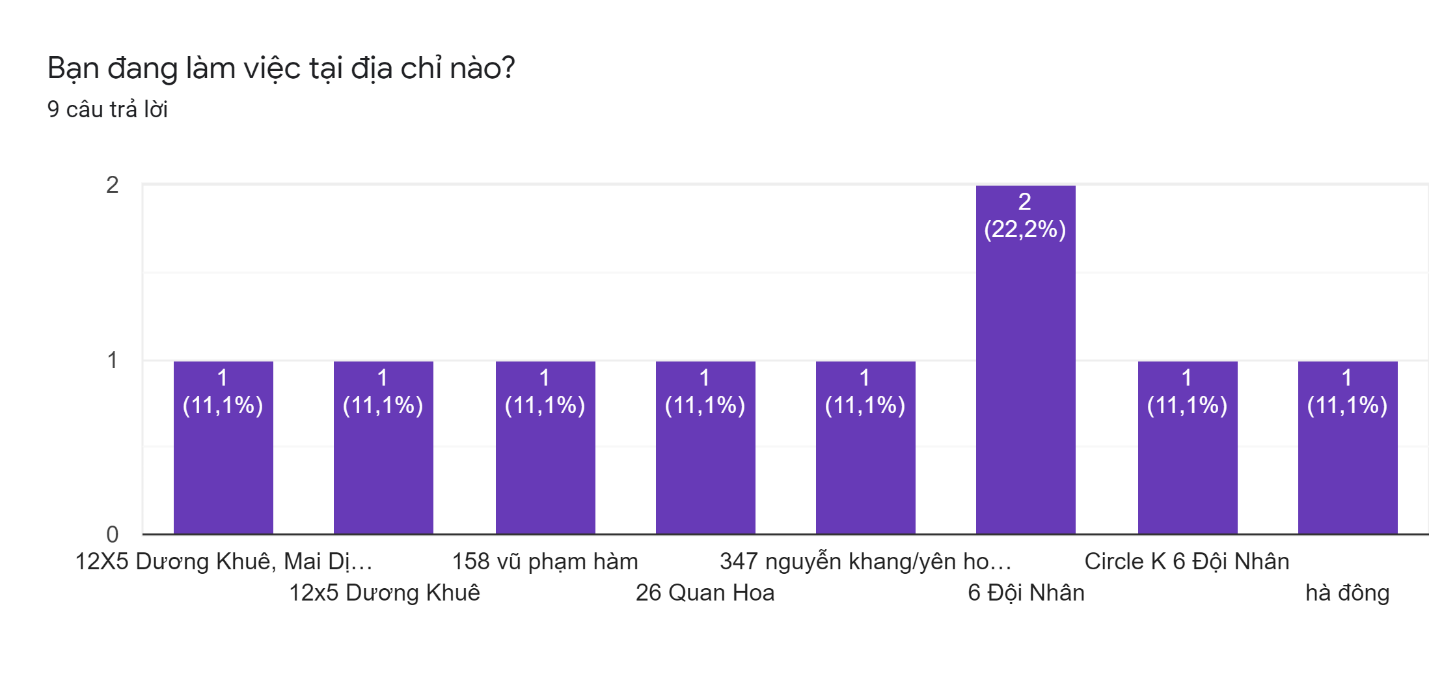 Bạn đang làm việc tại địa chỉ nào?
9 câu trả lời
2
1
0
2
(22,2%)
1
(11,1%)
1
(11,1%)
1
(11,1%)
1
(11,1%)
1
(11,1%)
1
(11,1%)
1
(11,1%)
12X5 Dương Khuê, Mai Dị…
12x5 Dương Khuê
158 vũ phạm hàm
26 Quan Hoa
347 nguyễn khang/yên ho…
6 Đội Nhân
Circle K 6 Đội Nhân
hà đông